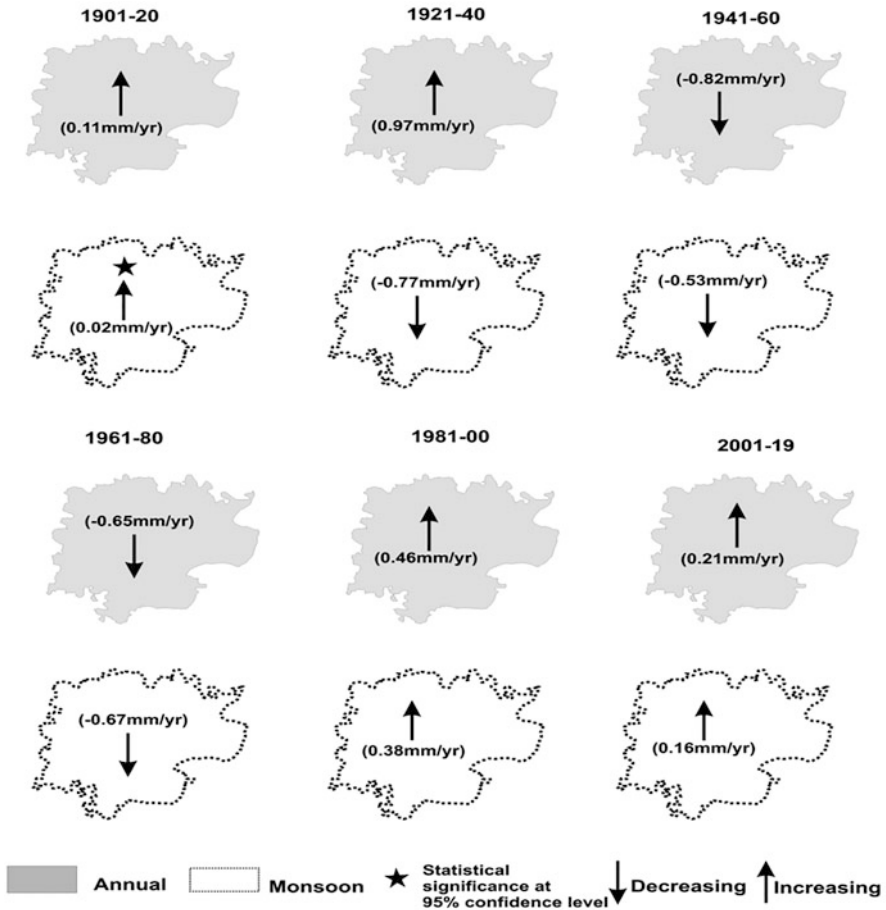 1901-20
1921-40
1941-60
(0.11mm/yr)
(0.97mm/yr)
(-0.82mm/yr)
(0.02mm/yr)
(-0.77mm/yr)
(-0.53mm/yr)
1961-80
1981-00
2001-19
(-0.65mm/yr)
(0.46mm/yr)
(0.21mm/yr)
(-0.67mm/yr)
(0.38mm/yr)
(0.16mm/yr)
Annual
Monsoon
Statistical
significance at
95% confidence level
Decreasing
Increasing